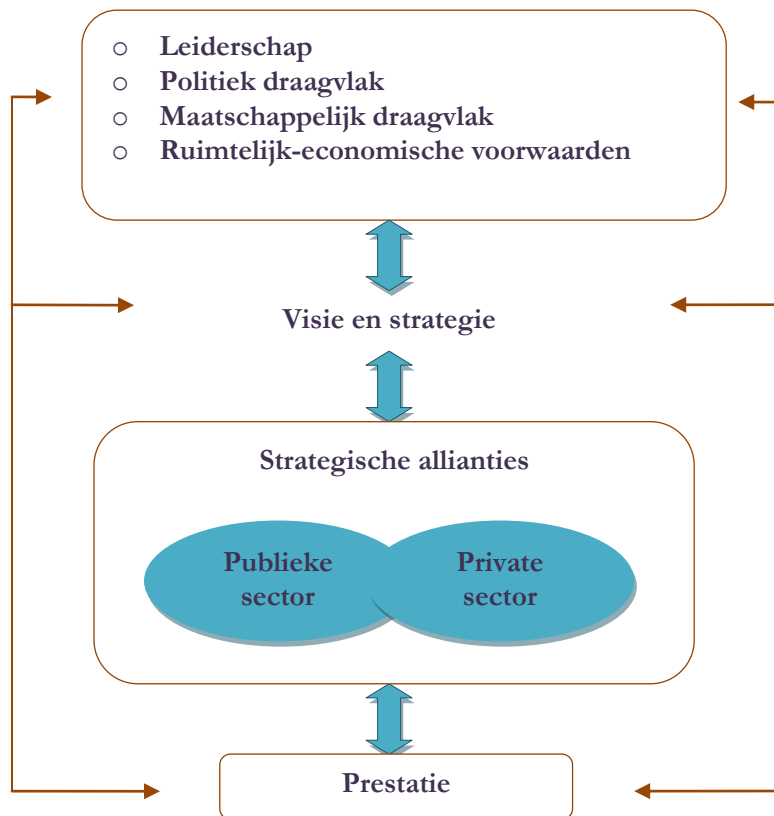 o Leiderschap
o Politiek draagvlak
o Maatschappelijk draagvlak
o Ruimtelijk-economische voorwaarden
Visie en strategie
Strategische allianties
Publieke
sector
Private
sector
Prestatie